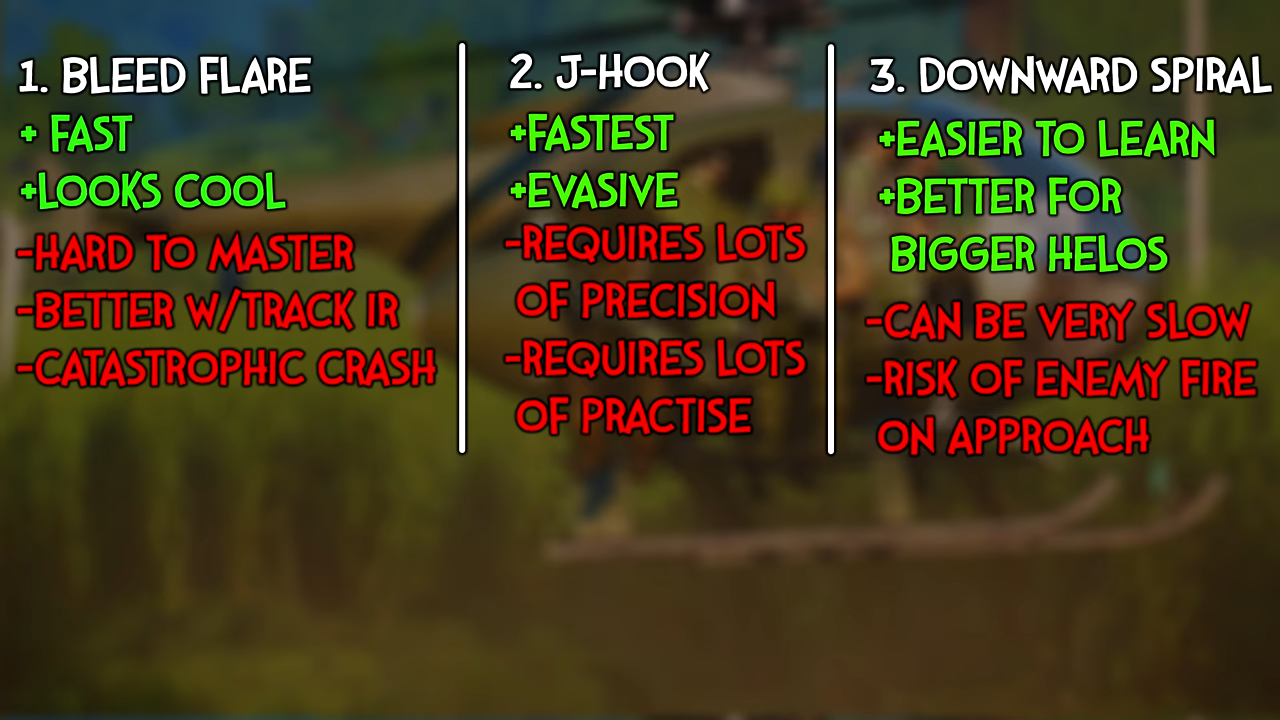 1. BLEED FLARE
+ FAST
+LOOKS COOL
-HARD TO MASTER
-BETTER W/TRACK IR
-CATASTROPHIC CRASH
2. J-HOOK
+FASTEST
+EVASIVE
-REQUIRES LOTS
OF PRECISION
-REQUIRES LOTS
OF PRACTISE
3. DOWNWARD SPIRAL
+EASIER TO LEARN
+BETTER FOR
BIGGER HELOS
-CAN BE VERY SLOW
-RISK OF ENEMY FIRE
ON APPROACH